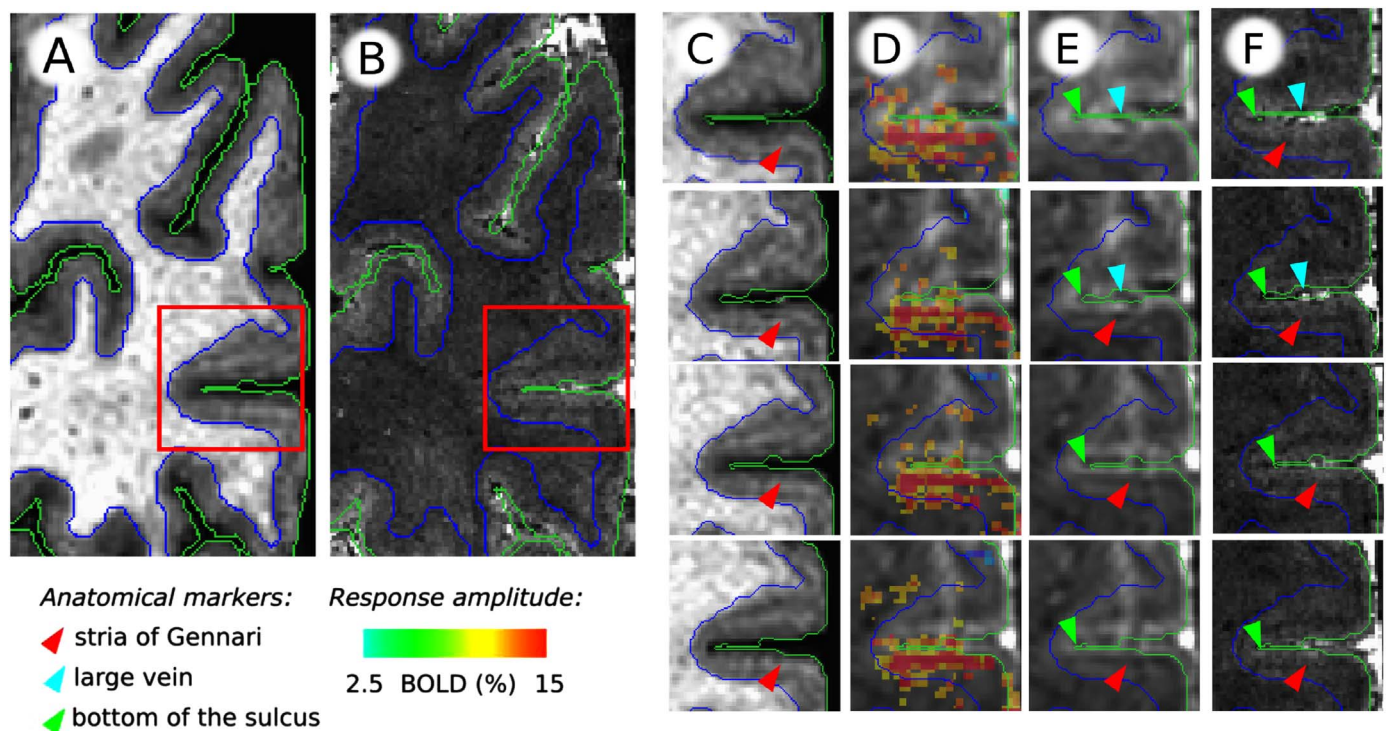 A B C D E F
Anatomical markers: Response amplitude:
stria of Gennari
large vein
2.5 BOLD (%) 15
bottom of the sulcus